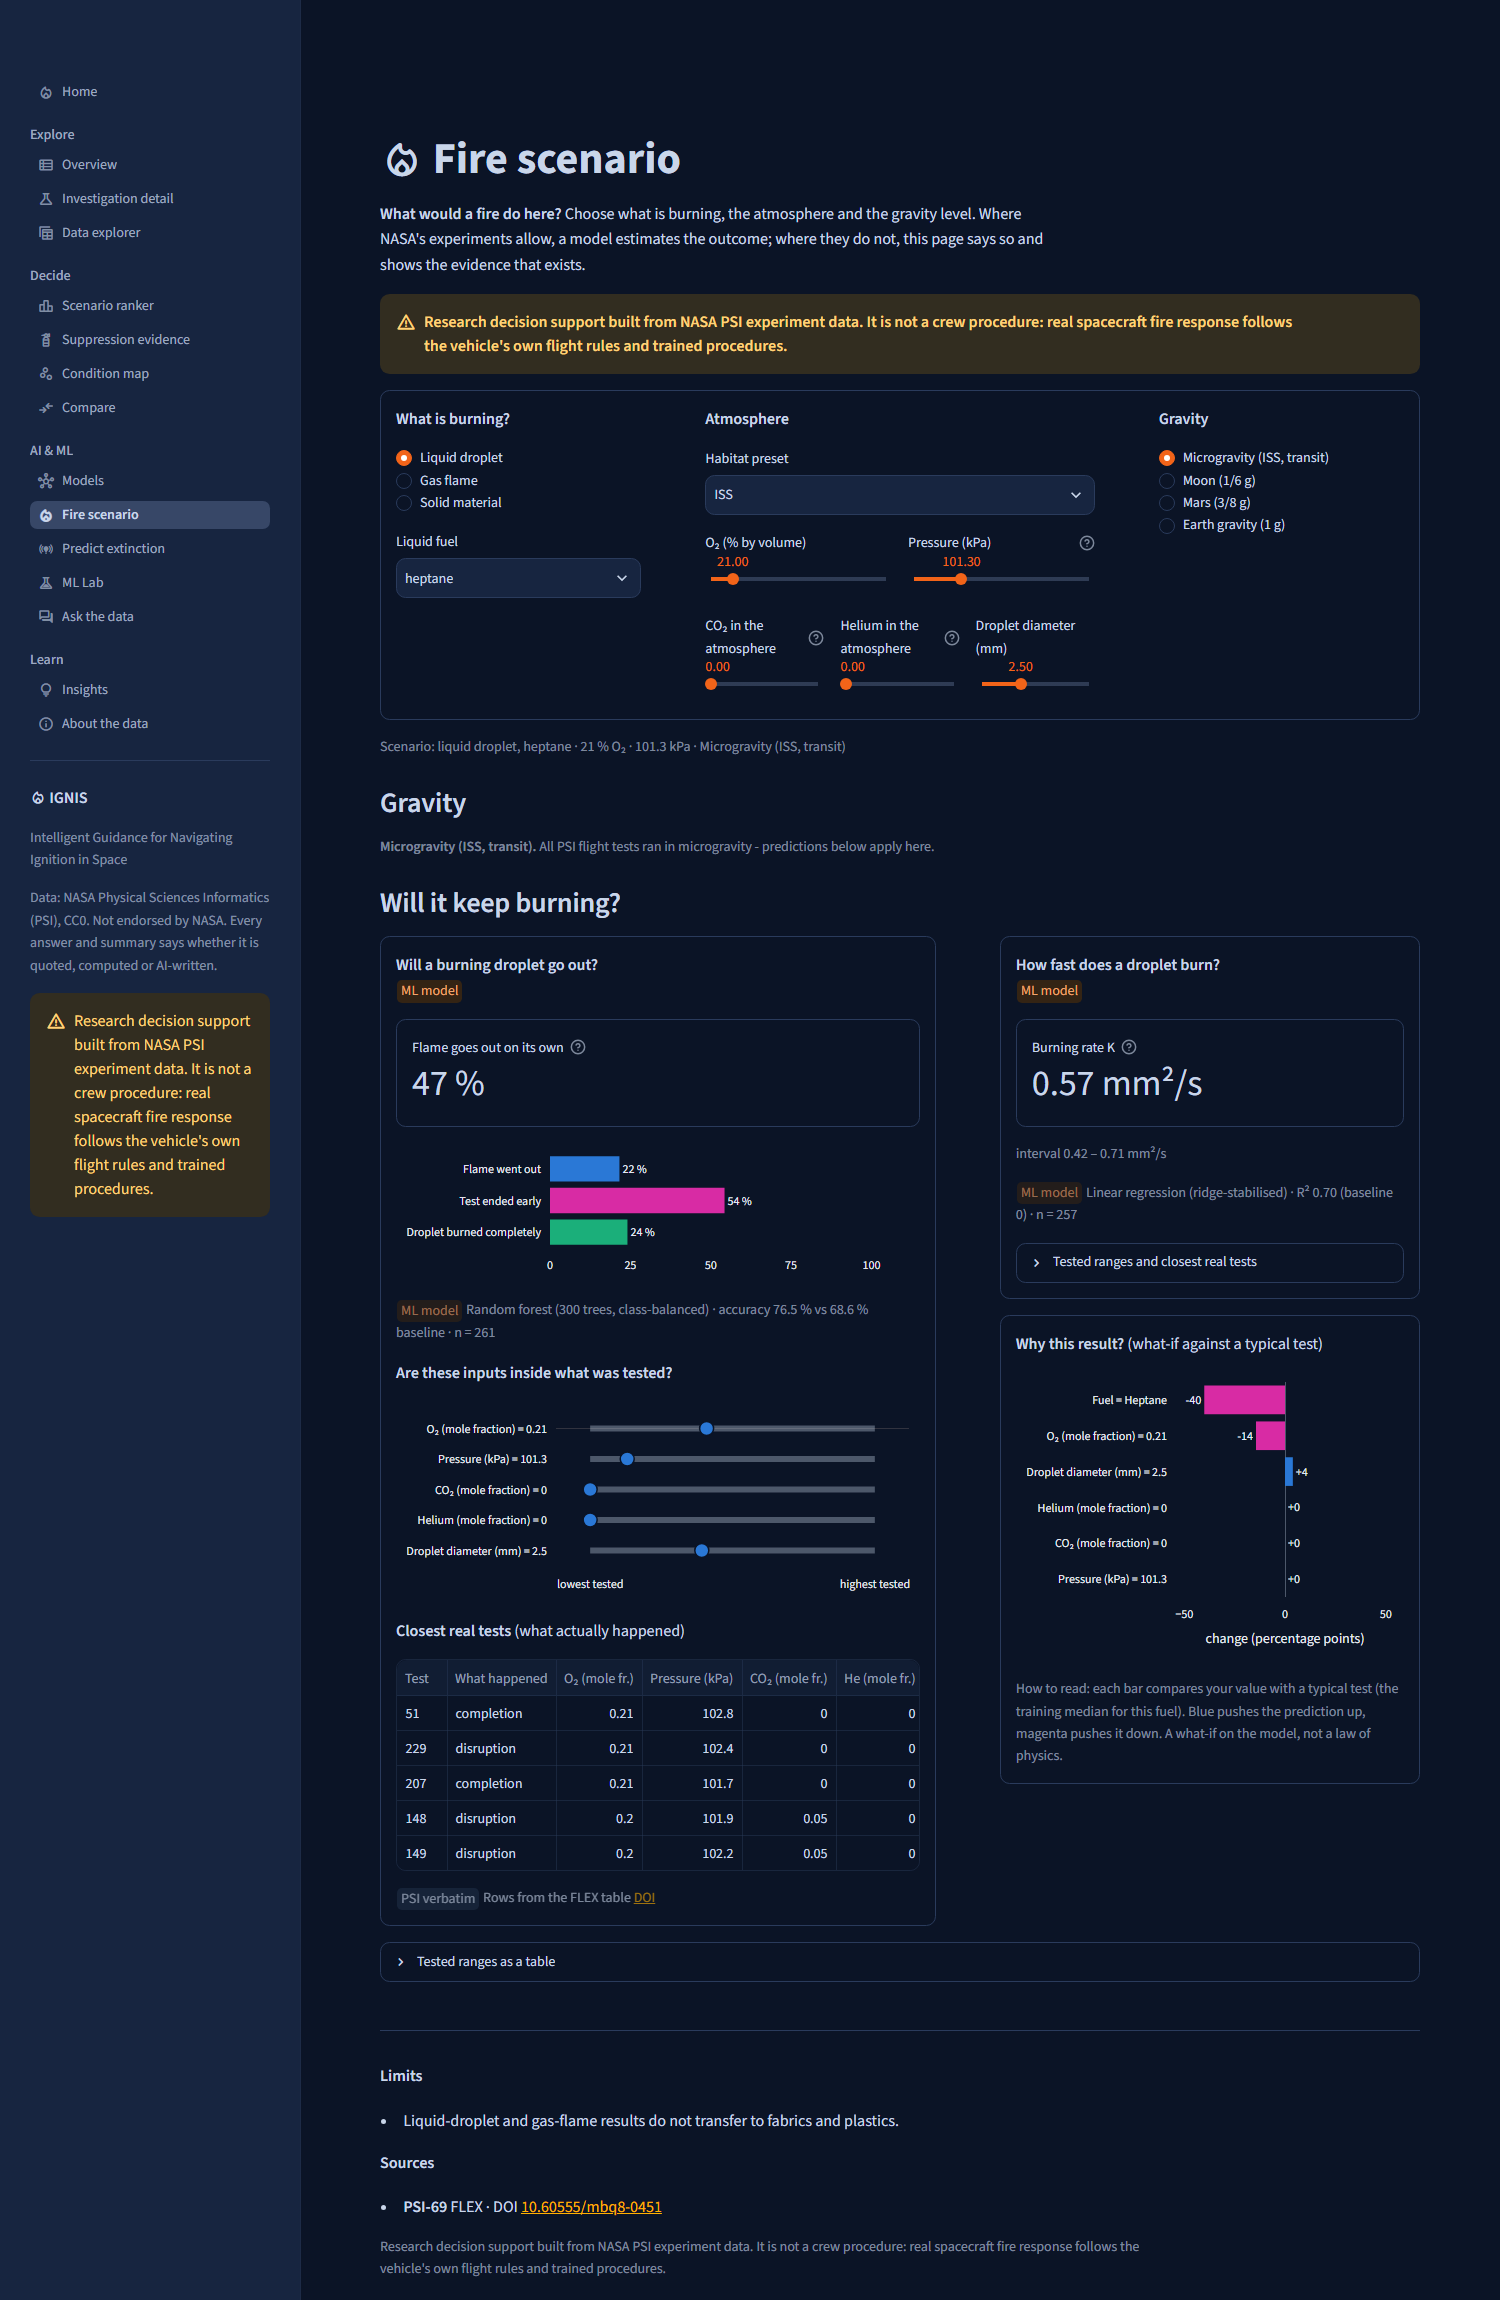 Home
Explore
Overview
Investigation detail
Data explorer
Decide
Scenario ranker
Suppression evidence
Condition map
Compare
AI & ML
Models
Fire scenario
Predict extinction
ML Lab
Ask the data
Learn
Insights
About the data
IGNIS
Intelligent Guidance for Navigating
Ignition in Space
Data: NASA Physical Sciences Informatics
(PSI), CC0. Not endorsed by NASA. Every
answer and summary says whether it is
quoted, computed or AI-written.
Research decision support
built from NASA PSI
experiment data. It is not a
crew procedure: real
spacecraft fire response
follows the vehicle's own
flight rules and trained
procedures.
Fire scenario
What would a fire do here? Choose what is burning, the atmosphere and the gravity level. Where
NASA's experiments allow, a model estimates the outcome; where they do not, this page says so and
shows the evidence that exists.
Research decision support built from NASA PSI experiment data. It is not a crew procedure: real spacecraft fire response follows
the vehicle's own flight rules and trained procedures.
What is burning?
Liquid droplet
Gas flame
Solid material
Liquid fuel
heptane
Atmosphere
Habitat preset
ISS
O₂ (% by volume)
21.00
Pressure (kPa)
101.30
CO₂ in the
atmosphere
0.00
Helium in the
atmosphere
0.00
Droplet diameter
(mm)
2.50
Gravity
Microgravity (ISS, transit)
Moon (1/6 g)
Mars (3/8 g)
Earth gravity (1 g)
Scenario: liquid droplet, heptane · 21 % O₂ · 101.3 kPa · Microgravity (ISS, transit)
Gravity
Microgravity (ISS, transit). All PSI flight tests ran in microgravity - predictions below apply here.
Will it keep burning?
Will a burning droplet go out?
ML model
Flame goes out on its own
47 %
Flame went out 22 %
Test ended early 54 %
Droplet burned completely 24 %
0 25 50 75 100
ML model Random forest (300 trees, class-balanced) · accuracy 76.5 % vs 68.6 %
baseline · n = 261
Are these inputs inside what was tested?
O₂ (mole fraction) = 0.21
Pressure (kPa) = 101.3
CO₂ (mole fraction) = 0
Helium (mole fraction) = 0
Droplet diameter (mm) = 2.5
lowest tested highest tested
Closest real tests (what actually happened)
Test What happened O₂ (mole fr.) Pressure (kPa) CO₂ (mole fr.) He (mole fr.)
51 completion 0.21 102.8 0 0
229 disruption 0.21 102.4 0 0
207 completion 0.21 101.7 0 0
148 disruption 0.2 101.9 0.05 0
149 disruption 0.2 102.2 0.05 0
PSI verbatim Rows from the FLEX table DOI
How fast does a droplet burn?
ML model
Burning rate K
0.57 mm²/s
interval 0.42 – 0.71 mm²/s
ML model Linear regression (ridge-stabilised) · R² 0.70 (baseline
0) · n = 257
Tested ranges and closest real tests
Why this result? (what-if against a typical test)
Fuel = Heptane -40
O₂ (mole fraction) = 0.21 -14
Droplet diameter (mm) = 2.5 +4
Helium (mole fraction) = 0 +0
CO₂ (mole fraction) = 0 +0
Pressure (kPa) = 101.3 +0
−50 0 50
change (percentage points)
How to read: each bar compares your value with a typical test (the
training median for this fuel). Blue pushes the prediction up,
magenta pushes it down. A what-if on the model, not a law of
physics.
Tested ranges as a table
Limits
• Liquid-droplet and gas-flame results do not transfer to fabrics and plastics.
Sources
• PSI-69 FLEX · DOI 10.60555/mbq8-0451
Research decision support built from NASA PSI experiment data. It is not a crew procedure: real spacecraft fire response follows the
vehicle's own flight rules and trained procedures.